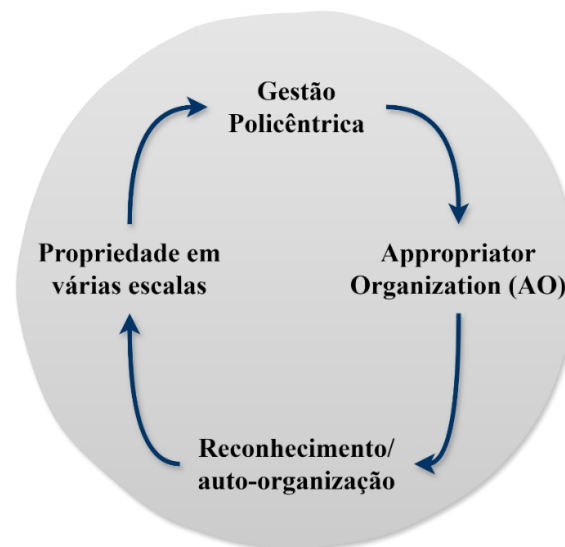 Gestão
Policêntrica
Propriedade em
várias escalas
Appropriator
Organization (AO)
Reconhecimento/
auto-organização